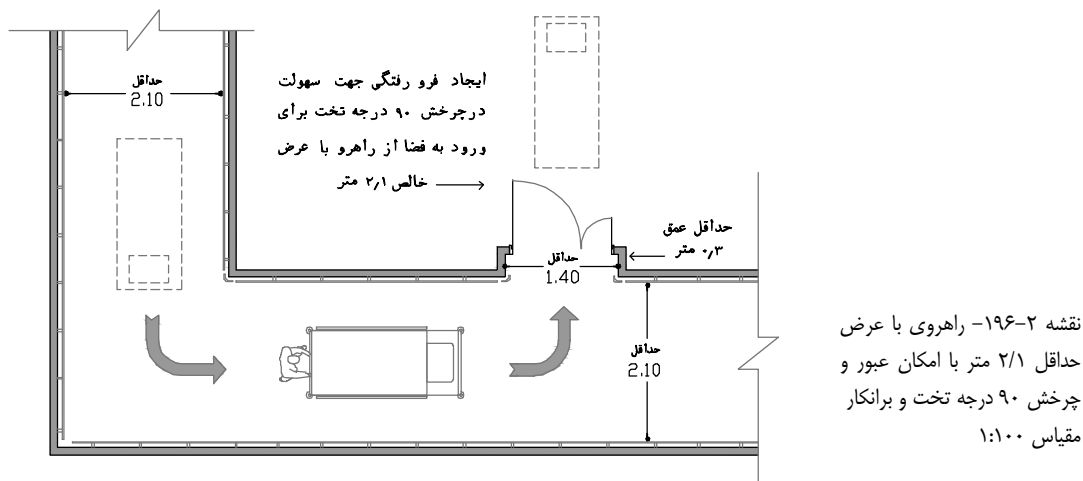 حداقل
2.10
ایجاد فرو رفتگی جهت سهولت
درچرخش ۹۰ درجه تخت برای
ورود به فضا از راهرو با عرض
خالص ۲٫۱ متر
حداقل عمق
۰٫۳ متر
حداقل
1.40
حداقل
2.10
نقشه ۲-۱۹۶- راهروی با عرض
حداقل ۲/۱ متر با امکان عبور و
چرخش ۹۰ درجه تخت و برانکار
مقیاس ۱:۱۰۰